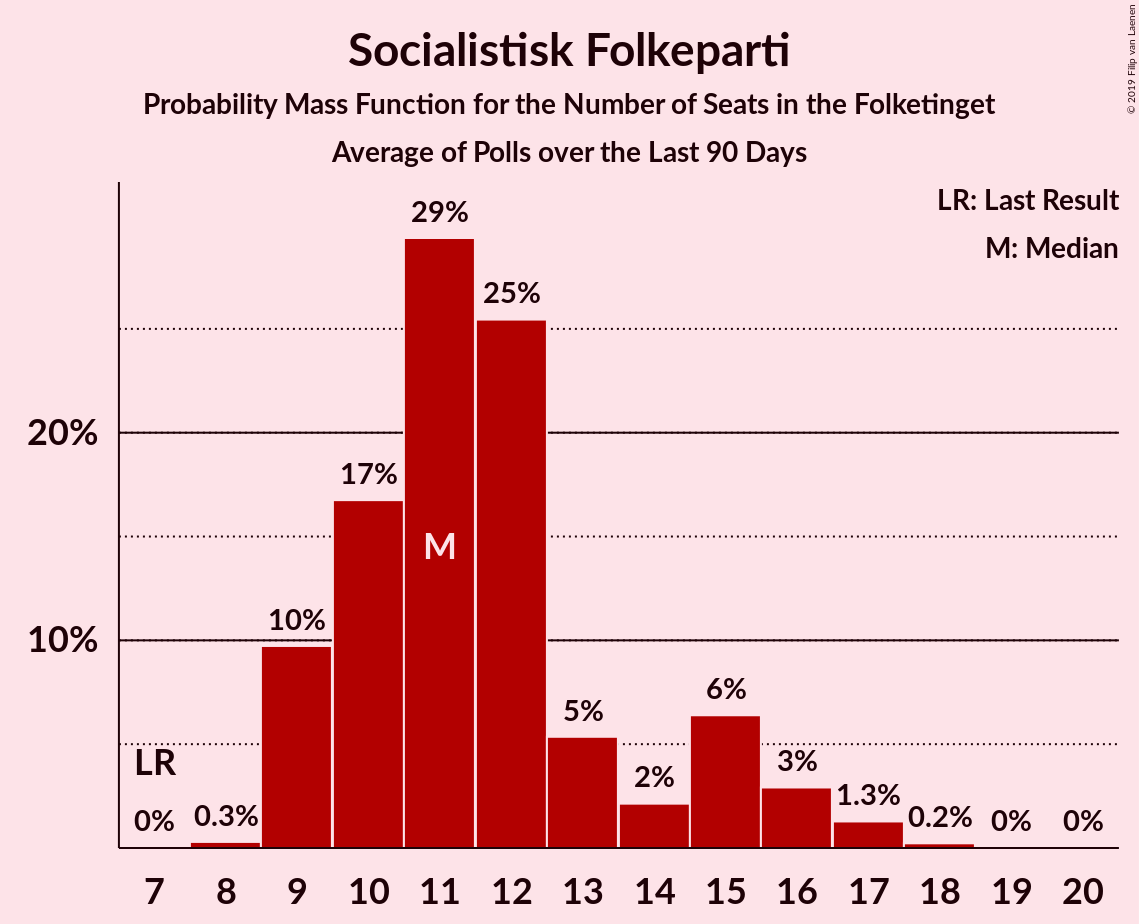 Socialistisk Folkeparti
Probability Mass Function for the Number of Seats in the Folketinget
Average of Polls over the Last 90 Days
© 2019 Filip van Laenen
LR: Last Result
M: Median
29%
25%
20%
17%
M
10%
10%
6%
5%
LR
3%
2%
1.3%
0% 0.3% 0.2% 0% 0%
7 8 9 10 11 12 13 14 15 16 17 18 19 20